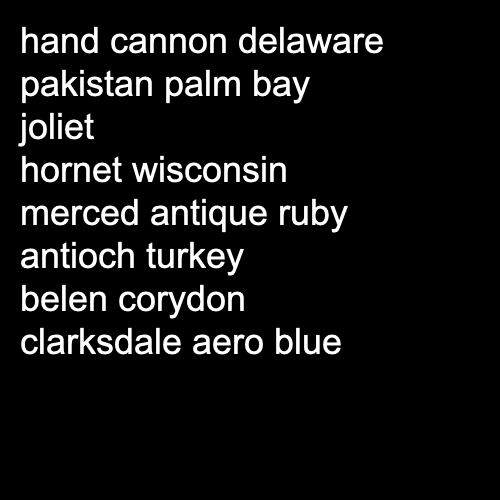 hand cannon delaware
pakistan palm bay
joliet
hornet wisconsin
merced antique ruby
antioch turkey
belen corydon
clarksdale aero blue